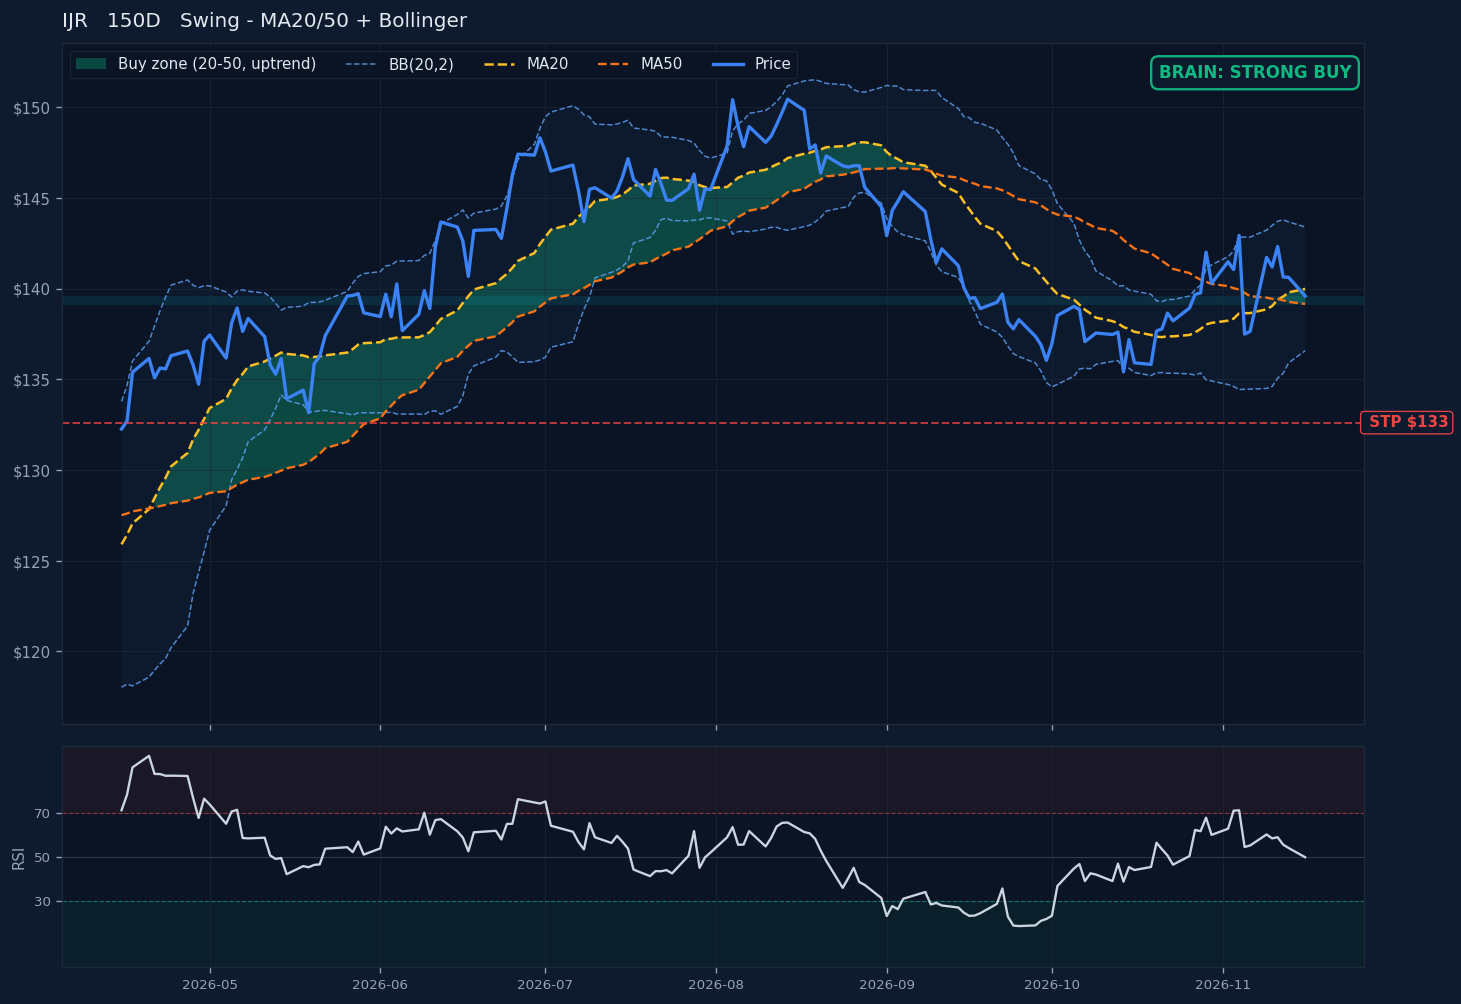 IJR   150D   Swing - MA20/50 + Bollinger
Buy zone (20-50, uptrend)
BB(20,2)
MA20
MA50
Price
BRAIN: STRONG BUY
$150
$145
$140
$135
$130
$125
$120
STP $133
RSI
70
50
30
2026-05
2026-06
2026-07
2026-08
2026-09
2026-10
2026-11